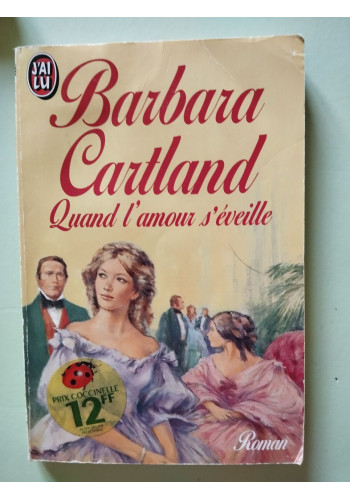 J'AI
LU
Barbara
Cartland
Quand l'amour s'éveille
PRIX COCCINELLE
12FF
Roman